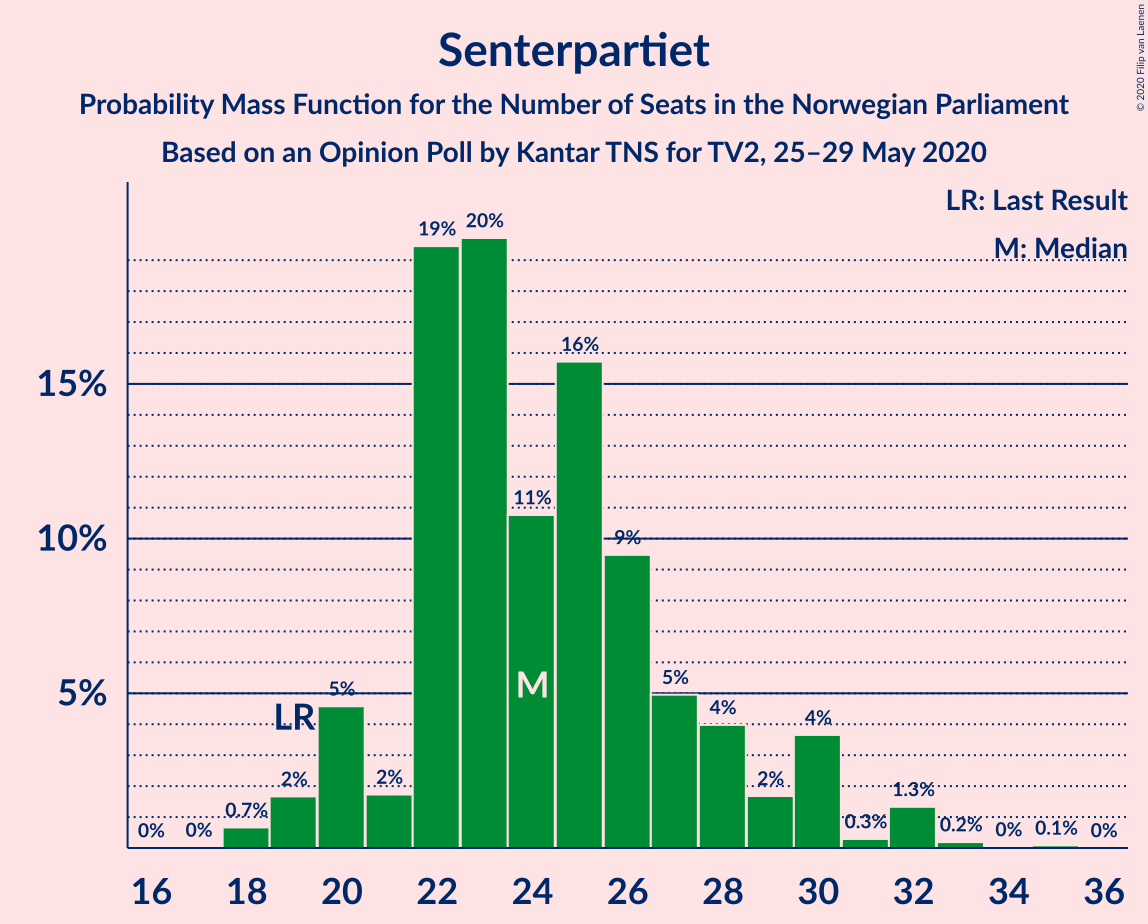 Senterpartiet
Probability Mass Function for the Number of Seats in the Norwegian Parliament
Based on an Opinion Poll by Kantar TNS for TV2, 25–29 May 2020
© 2020 Filip van Laenen
LR: Last Result
M: Median
15%
10%
5%
0%
0%
0.7%
2%
5%
2%
19%
20%
11%
16%
9%
5%
4%
2%
4%
0.3%
1.3%
0.2%
0%
0.1%
0%
LR
M
16 18 20 22 24 26 28 30 32 34 36